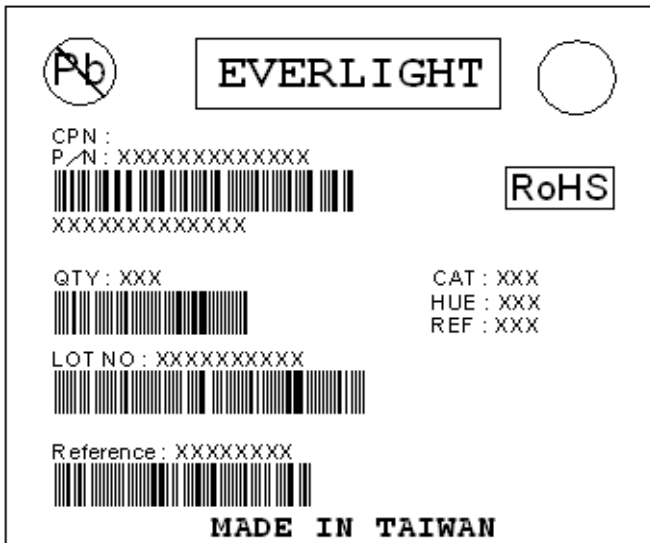 Pb
EVERLIGHT
CPN :
P/N : XXXXXXXXXXXXX
RoHS
XXXXXXXXXXXXX
QTY : XXX
CAT : XXX
HUE : XXX
REF : XXX
LOT NO : XXXXXXXXXX
Reference : XXXXXXXX
MADE IN TAIWAN